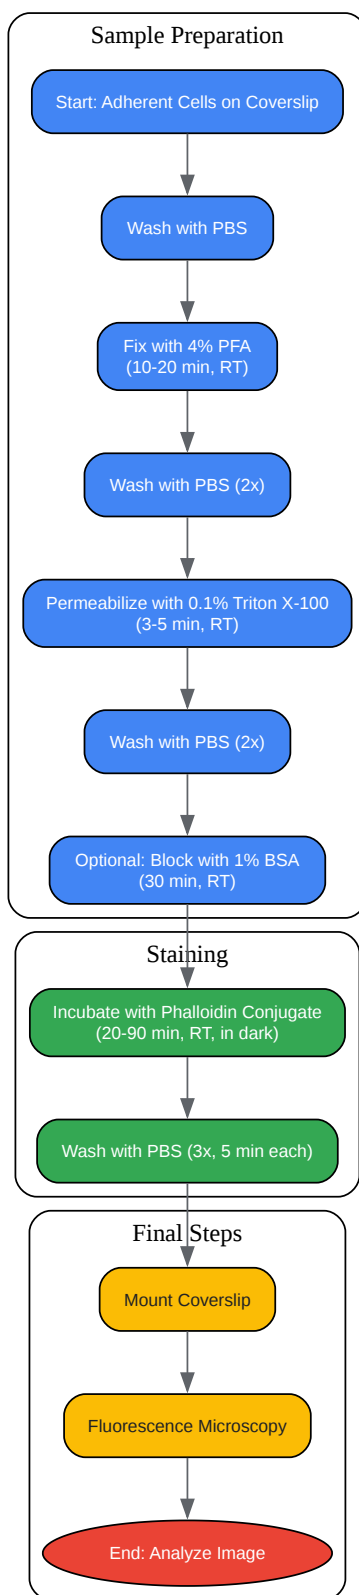 Sample Preparation
Start: Adherent Cells on Coverslip
Wash with PBS
Fix with 4% PFA
(10-20 min, RT)
Wash with PBS (2x)
Permeabilize with 0.1% Triton X-100
(3-5 min, RT)
Wash with PBS (2x)
Optional: Block with 1% BSA
(30 min, RT)
Staining
Incubate with Phalloidin Conjugate
(20-90 min, RT, in dark)
Wash with PBS (3x, 5 min each)
Final Steps
Mount Coverslip
Fluorescence Microscopy
End: Analyze Image